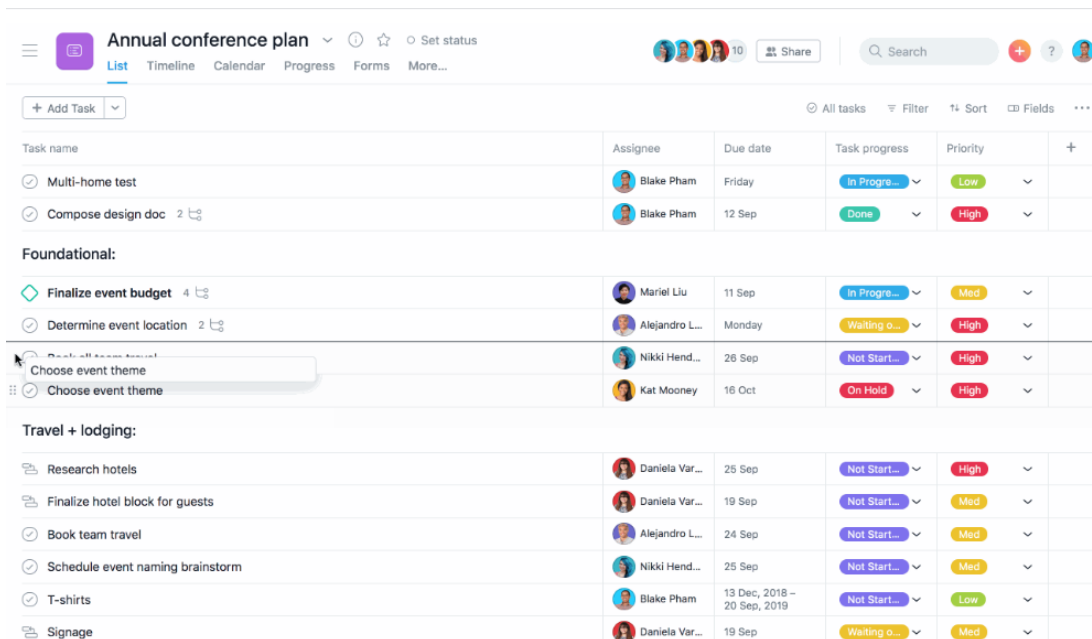 Annual conference plan Set status
10 Share Search ?
List Timeline Calendar Progress Forms More...
+ Add Task All tasks Filter Sort Fields ...
Task name Assignee Due date Task progress Priority +
Multi-home test Blake Pham Friday In Progre... Low
Compose design doc 2 Blake Pham 12 Sep Done High
Foundational:
Finalize event budget 4 Mariel Liu 11 Sep In Progre... Med
Determine event location 2 Alejandro L... Monday Waiting o... High
Book all team travel Nikki Hend... 26 Sep Not Start... High
Choose event theme
Choose event theme Kat Mooney 16 Oct On Hold High
Travel + lodging:
Research hotels Daniela Var... 25 Sep Not Start... High
Finalize hotel block for guests Daniela Var... 19 Sep Not Start... Med
Book team travel Alejandro L... 24 Sep Not Start... Med
Schedule event naming brainstorm Nikki Hend... 25 Sep Not Start... Med
T-shirts Blake Pham 13 Dec, 2018 – Not Start... Low
20 Sep, 2019
Signage Daniela Var... 19 Sep Waiting o... Med